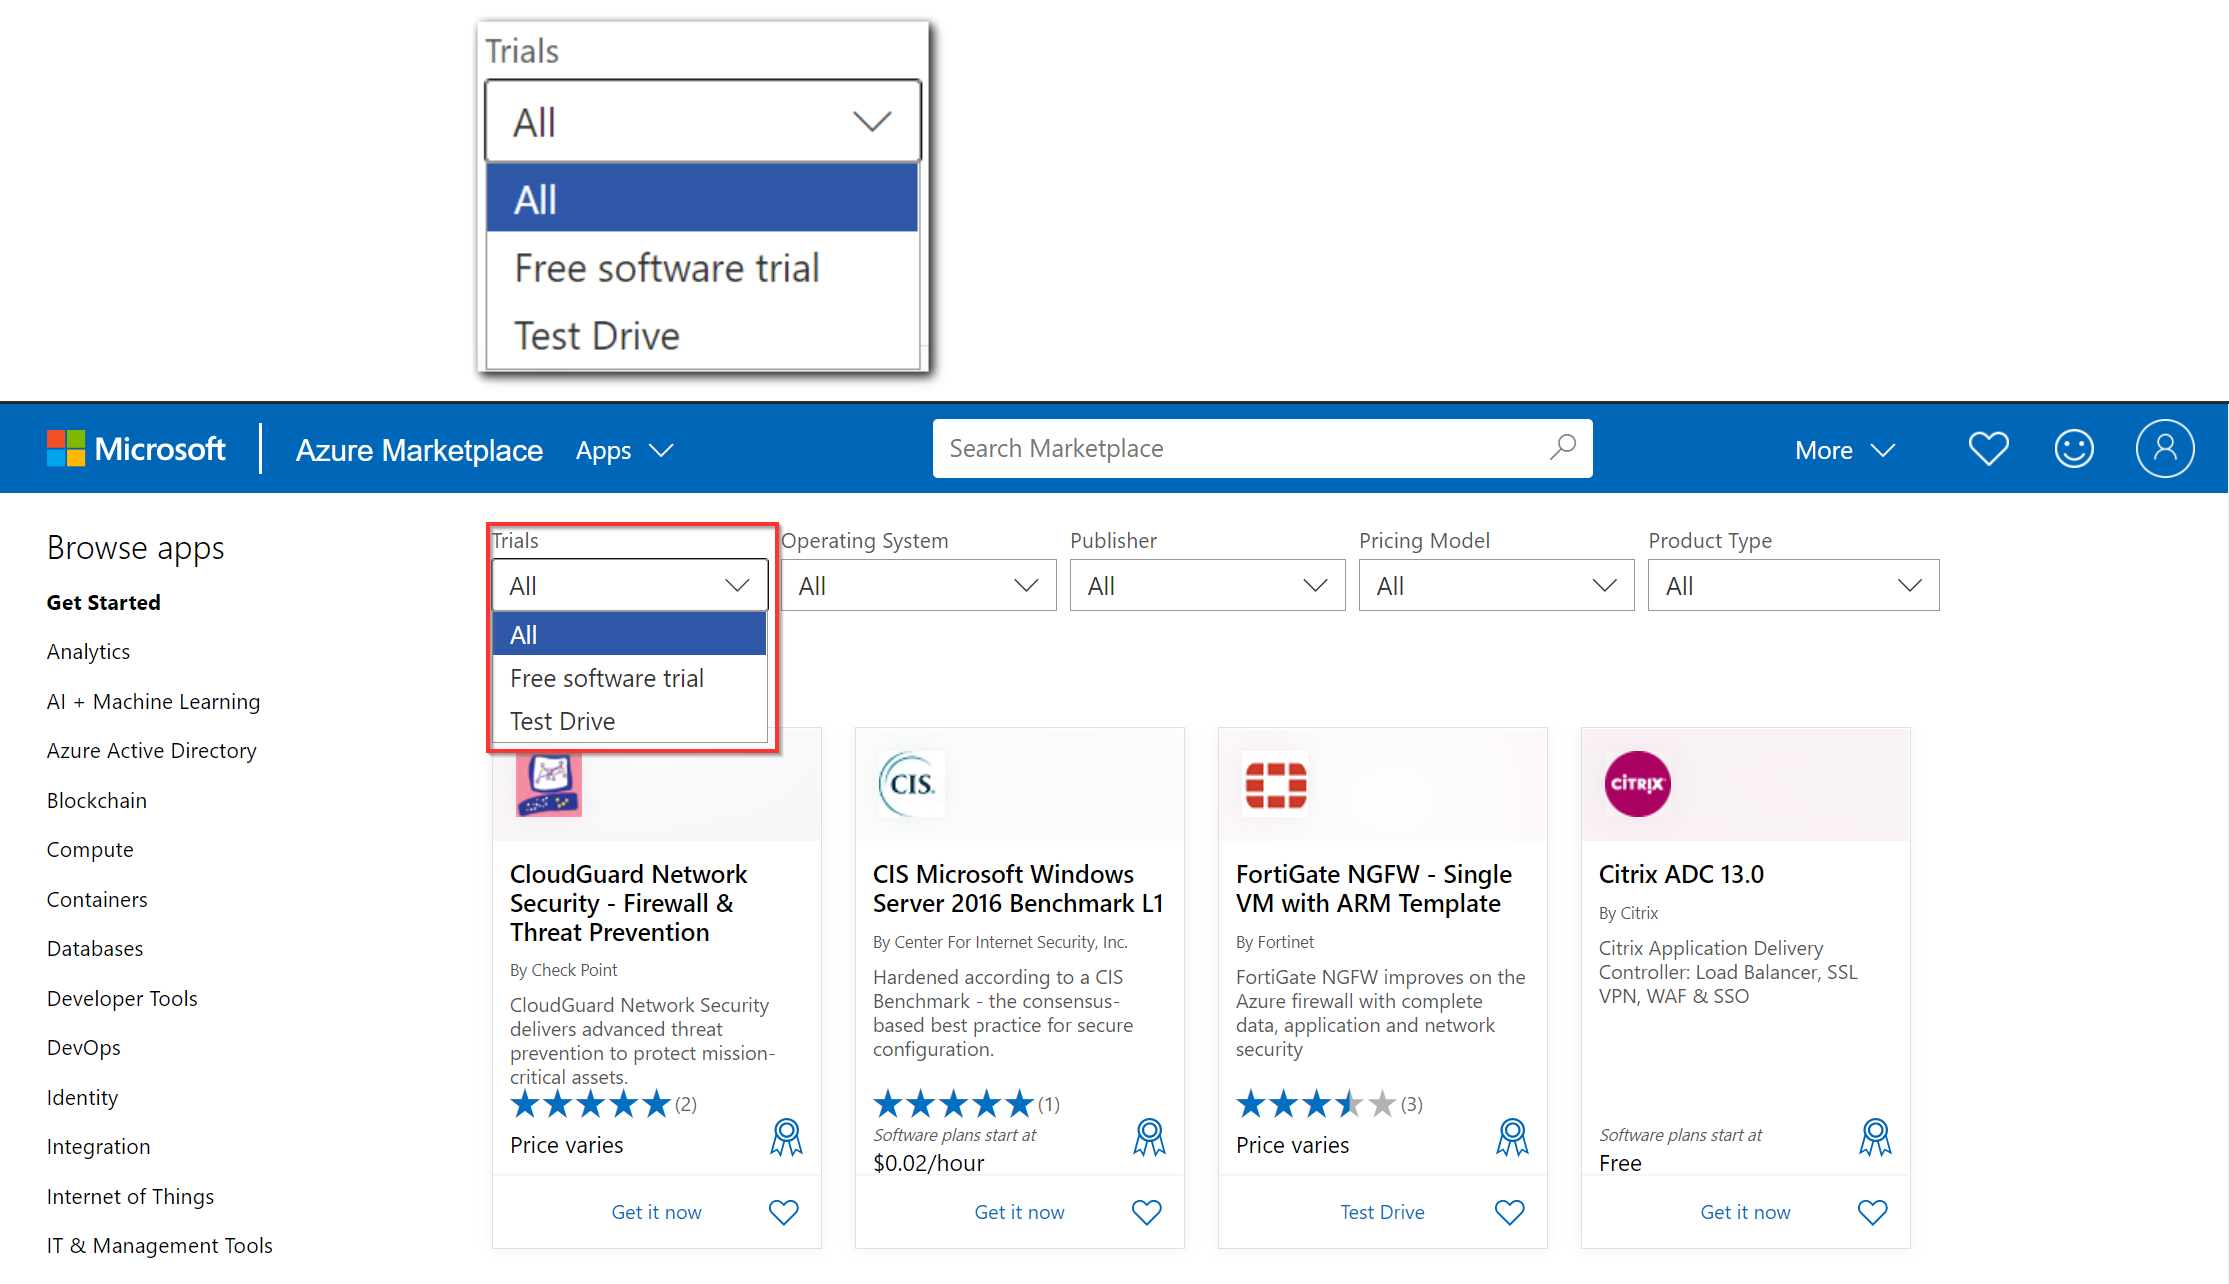 Trials
All
All
Free software trial
Test Drive
Microsoft
Azure Marketplace
Apps
Search Marketplace
More
Browse apps
Get Started
Analytics
AI + Machine Learning
Azure Active Directory
Blockchain
Compute
Containers
Databases
Developer Tools
DevOps
Identity
Integration
Internet of Things
IT & Management Tools
Trials
All
All
Free software trial
Test Drive
Operating System
All
Publisher
All
Pricing Model
All
Product Type
All
CloudGuard Network
Security - Firewall &
Threat Prevention
By Check Point
CloudGuard Network Security
delivers advanced threat
prevention to protect mission-
critical assets.
(2)
Price varies
Get it now
CIS.
CIS Microsoft Windows
Server 2016 Benchmark L1
By Center For Internet Security, Inc.
Hardened according to a CIS
Benchmark - the consensus-
based best practice for secure
configuration.
(1)
Software plans start at
$0.02/hour
Get it now
FortiGate NGFW - Single
VM with ARM Template
By Fortinet
FortiGate NGFW improves on the
Azure firewall with complete
data, application and network
security
(3)
Price varies
Test Drive
CITRIX
Citrix ADC 13.0
By Citrix
Citrix Application Delivery
Controller: Load Balancer, SSL
VPN, WAF & SSO
Software plans start at
Free
Get it now